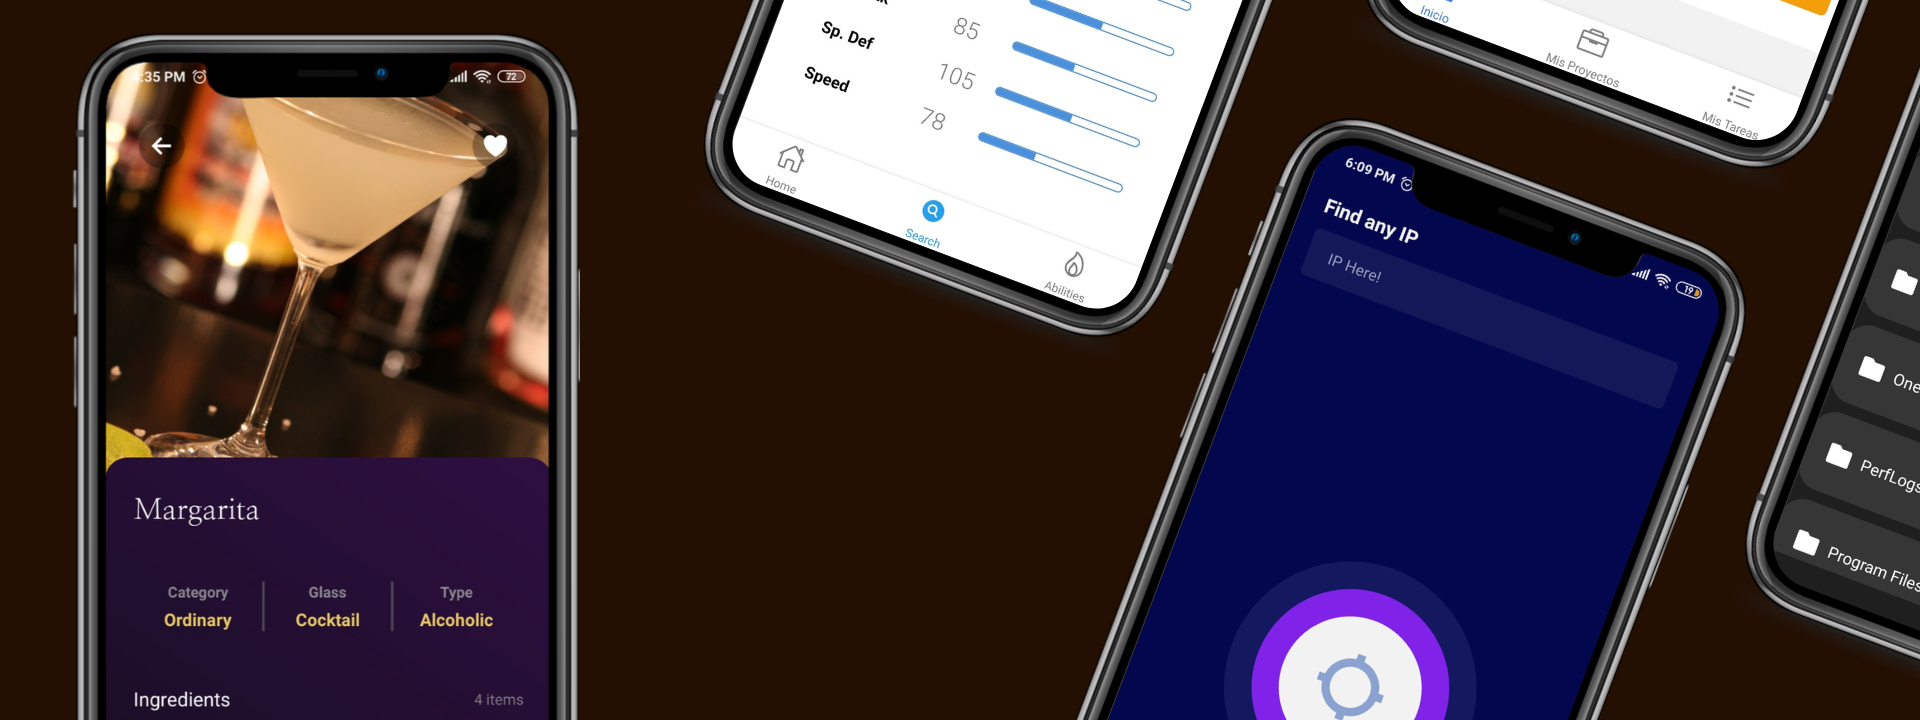 4:35 PM
72
Margarita
Category
Glass
Type
Ordinary
Cocktail
Alcoholic
Ingredients
4 items
85
Sp. Def
105
Speed
78
Home
Search
Abilities
Inicio
Mis Proyectos
Mis Tareas
6:09 PM
19
Find any IP
IP Here!
One
PerfLogs
Program Files